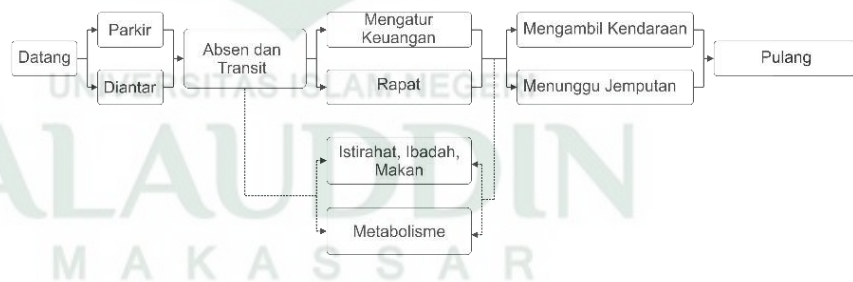 Datang
Parkir
Diantar
Absen dan
Transit
Mengatur
Keuangan
Rapat
Mengambil Kendaraan
Menunggu Jemputan
Pulang
Istirahat, Ibadah,
Makan
Metabolisme
UNIVERSITAS ISLAM NEGERI
ALAUDDIN
MAKASSAR